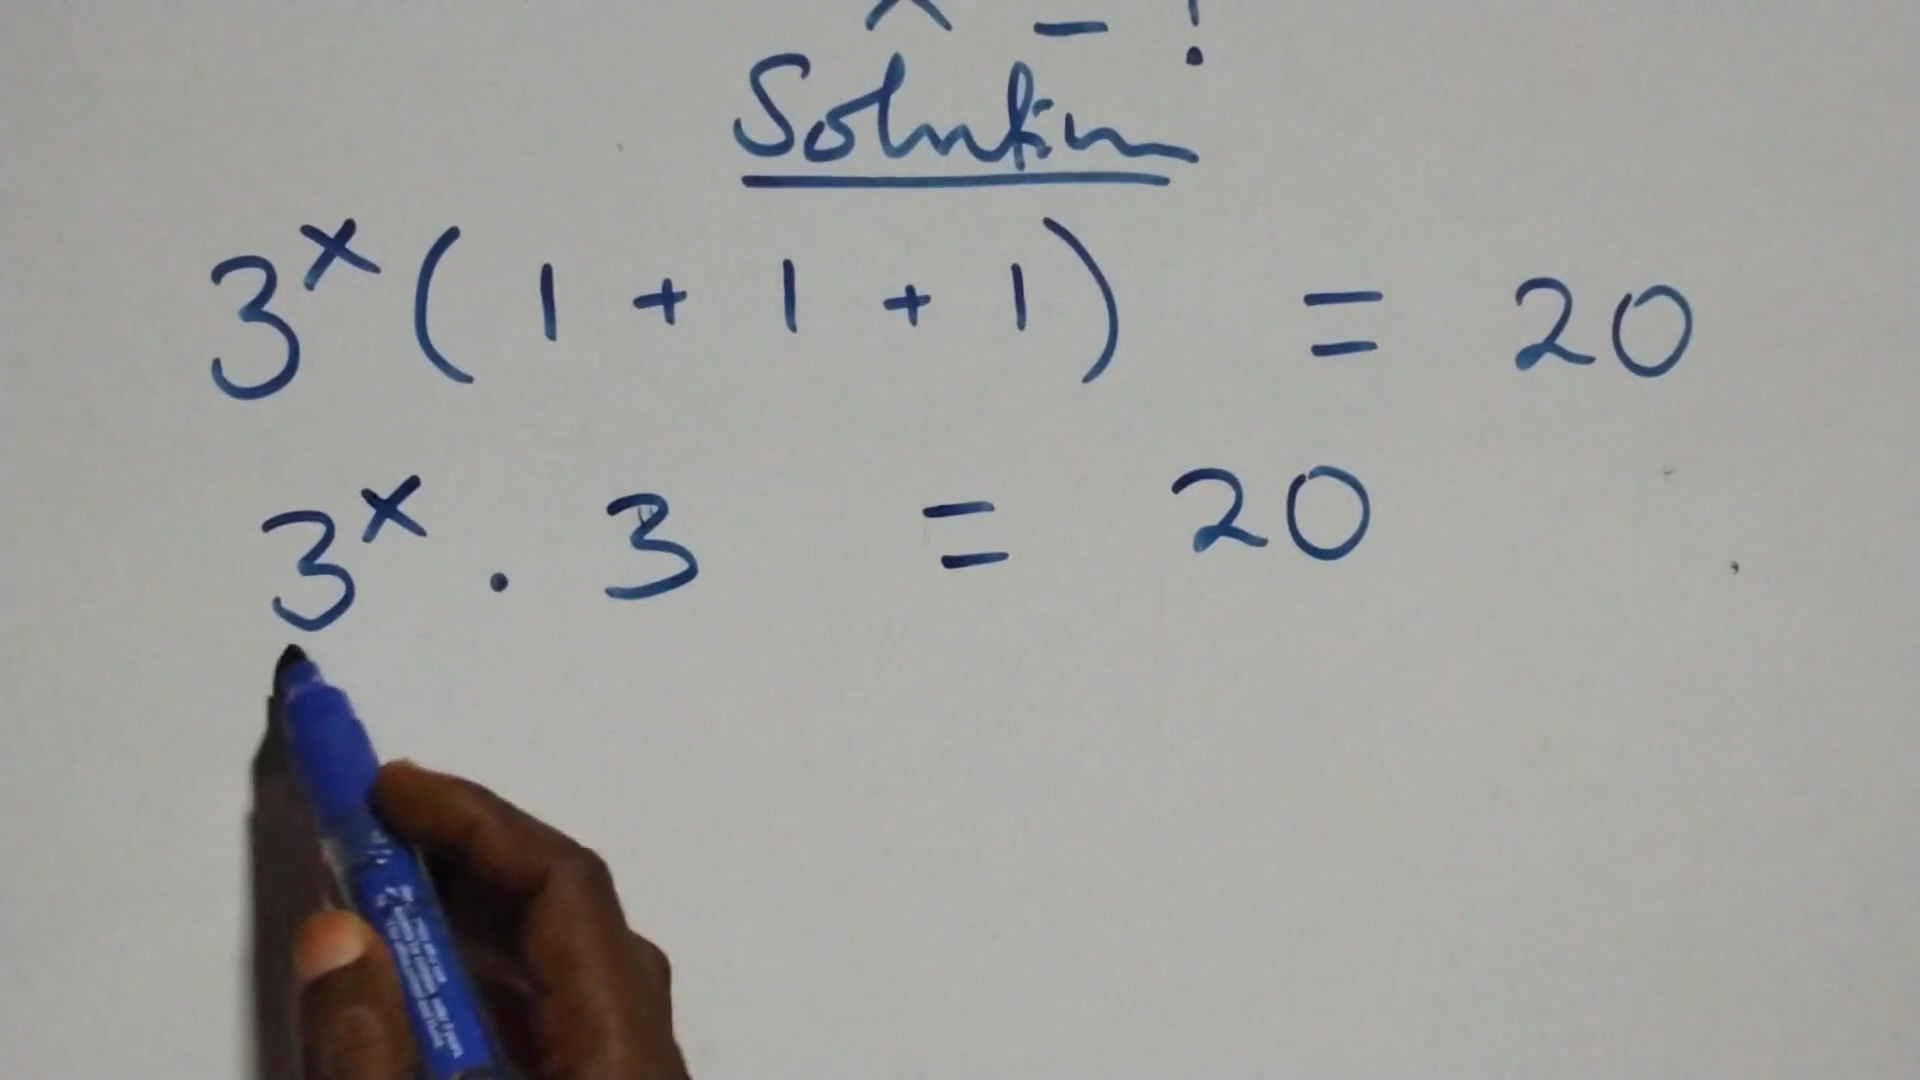 Solution
3^x ( 1 + 1 + 1 ) = 20
3^x . 3 = 20